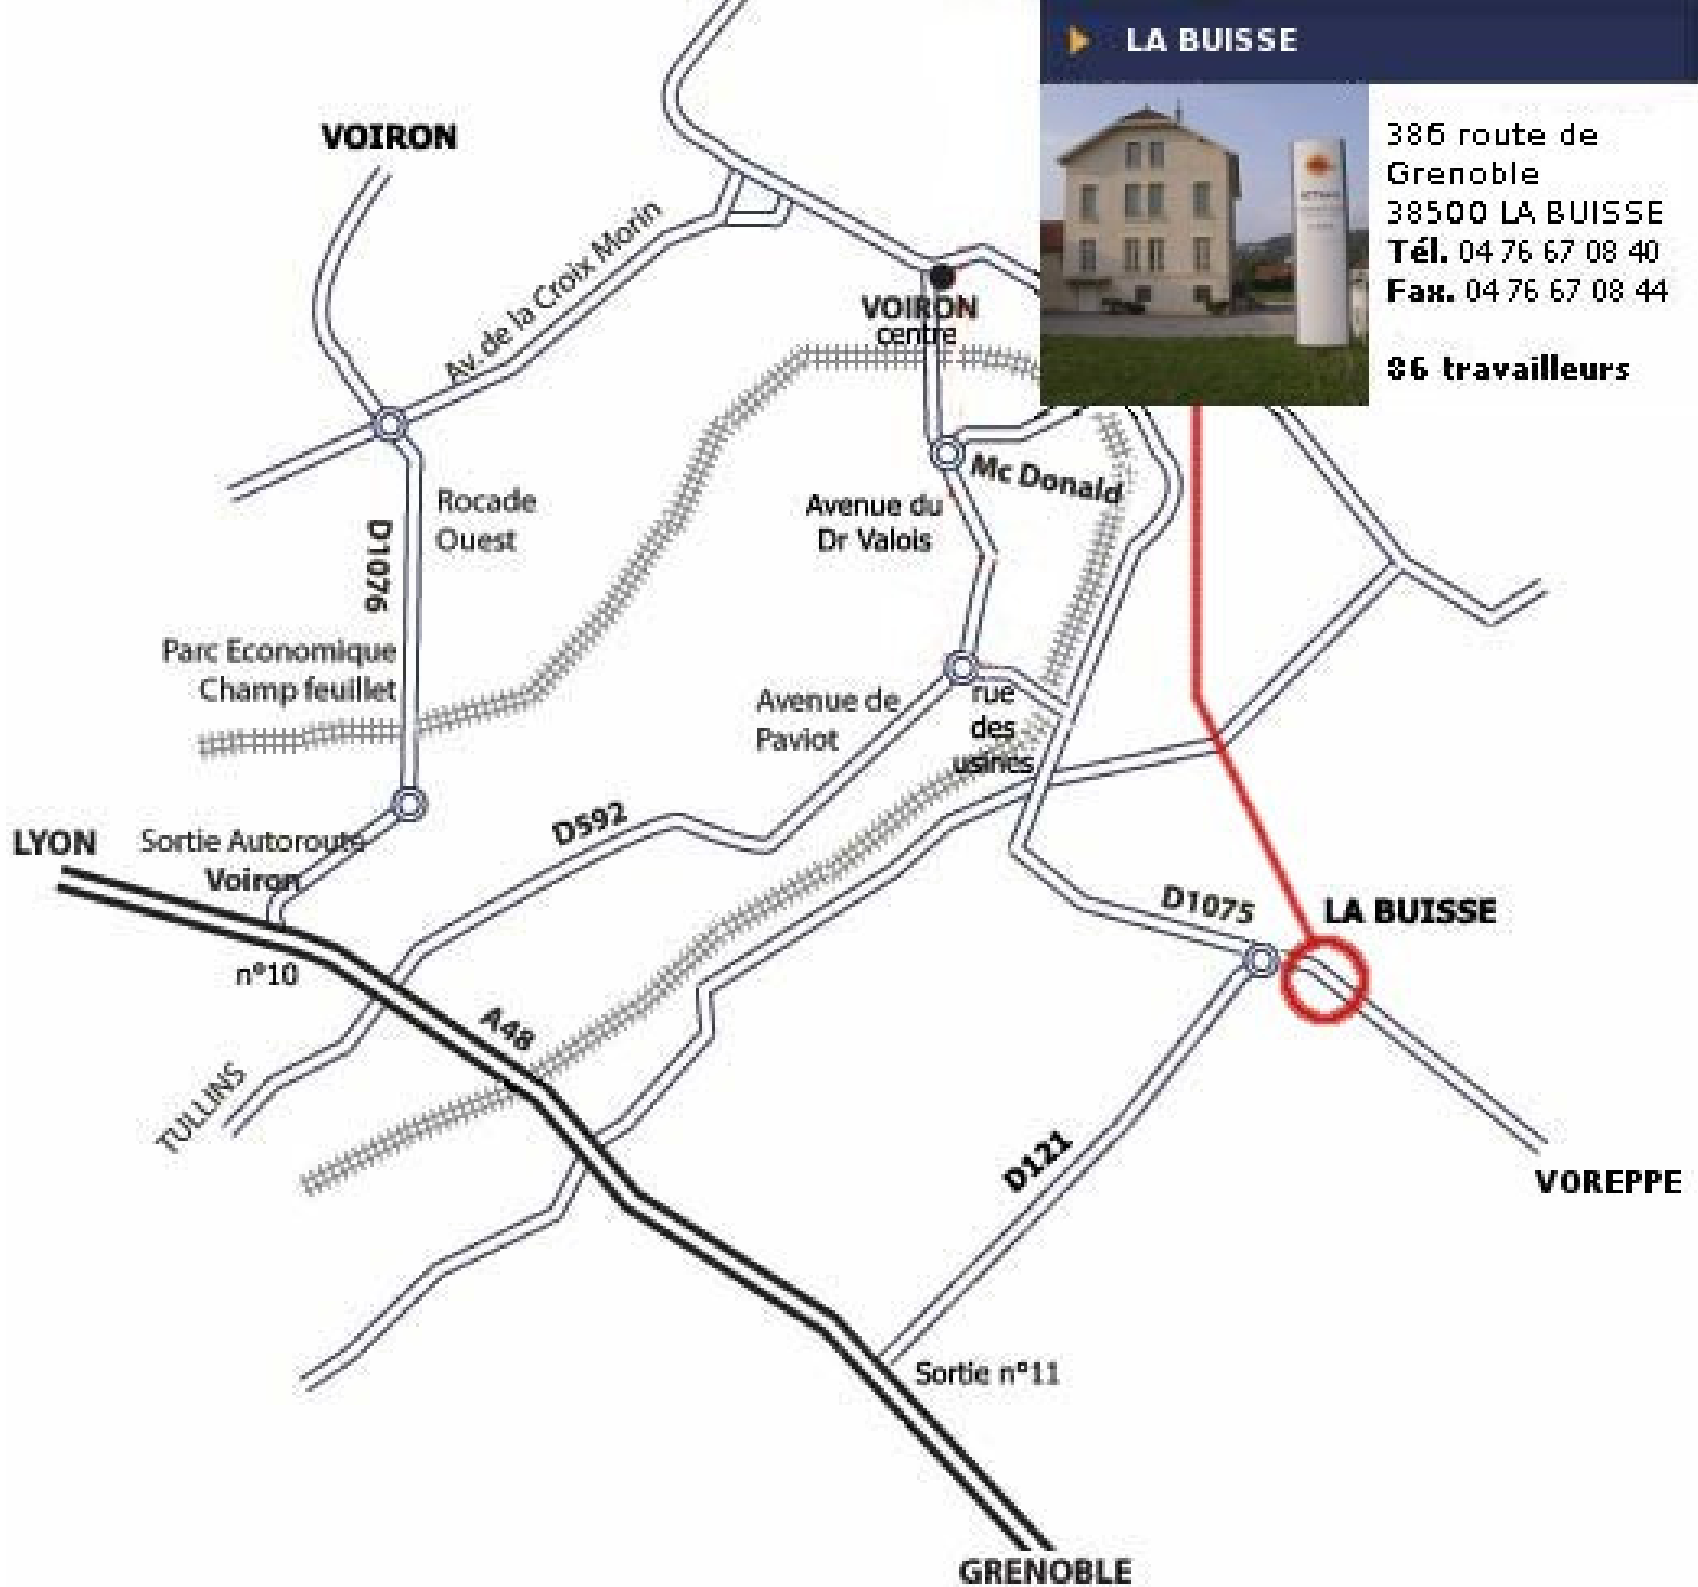 LA BUISSE
386 route de
Grenoble
38500 LA BUISSE
Tél. 04 76 67 08 40
Fax. 04 76 67 08 44
86 travailleurs
VOIRON
Av. de la Croix Morin
VOIRON
centre
Mc Donald
Rocade
Ouest
D1076
Avenue du
Dr Valois
Parc Economique
Champ feuillet
Avenue de
Paviot
rue
des
usines
D592
LYON
Sortie Autoroute
Voiron
n°10
D1075
LA BUISSE
A48
TULLINS
D121
VOREPPE
Sortie n°11
GRENOBLE